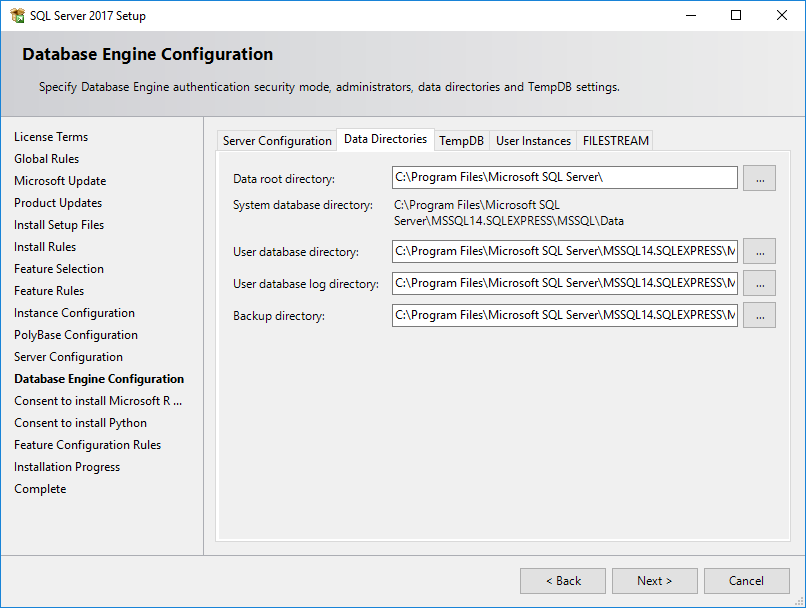 SQL Server 2017 Setup
Database Engine Configuration
Specify Database Engine authentication security mode, administrators, data directories and TempDB settings.
License Terms
Global Rules
Microsoft Update
Product Updates
Install Setup Files
Install Rules
Feature Selection
Feature Rules
Instance Configuration
PolyBase Configuration
Server Configuration
Database Engine Configuration
Consent to install Microsoft R ...
Consent to install Python
Feature Configuration Rules
Installation Progress
Complete
Server Configuration Data Directories TempDB User Instances FILESTREAM
Data root directory: C:\Program Files\Microsoft SQL Server\ ...
System database directory: C:\Program Files\Microsoft SQL
Server\MSSQL14.SQLEXPRESS\MSSQL\Data
User database directory: C:\Program Files\Microsoft SQL Server\MSSQL14.SQLEXPRESS\M ...
User database log directory: C:\Program Files\Microsoft SQL Server\MSSQL14.SQLEXPRESS\M ...
Backup directory: C:\Program Files\Microsoft SQL Server\MSSQL14.SQLEXPRESS\M ...
< Back Next > Cancel